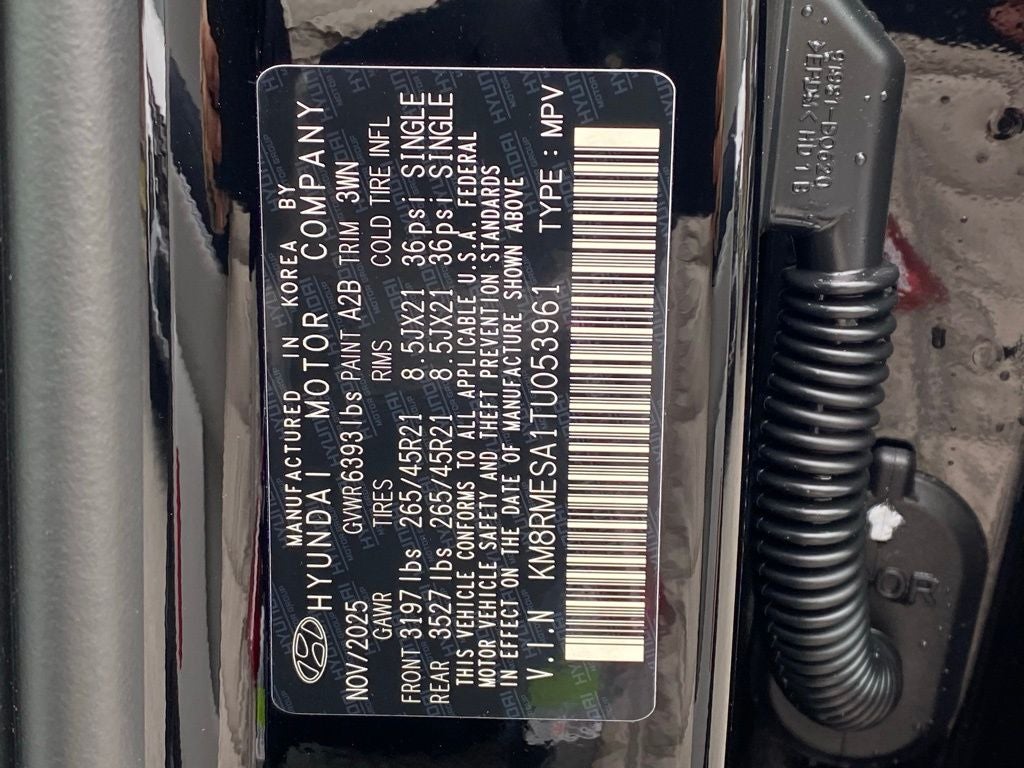 MANUFACTURED IN KOREA BY
HYUNDAI MOTOR COMPANY
NOV/2025 GVWR 6393lbs PAINT A2B TRIM 3WN
GAWR TIRES RIMS COLD TIRE INFL
FRONT 3197lbs 265/45R21 8.5JX21 36psi SINGLE
REAR 3527lbs 265/45R21 8.5JX21 36psi SINGLE
THIS VEHICLE CONFORMS TO ALL APPLICABLE U.S.A. FEDERAL
MOTOR VEHICLE SAFETY AND THEFT PREVENTION STANDARDS
IN EFFECT ON THE DATE OF MANUFACTURE SHOWN ABOVE
V.I.N KM8RMESA1TU053961 TYPE : MPV